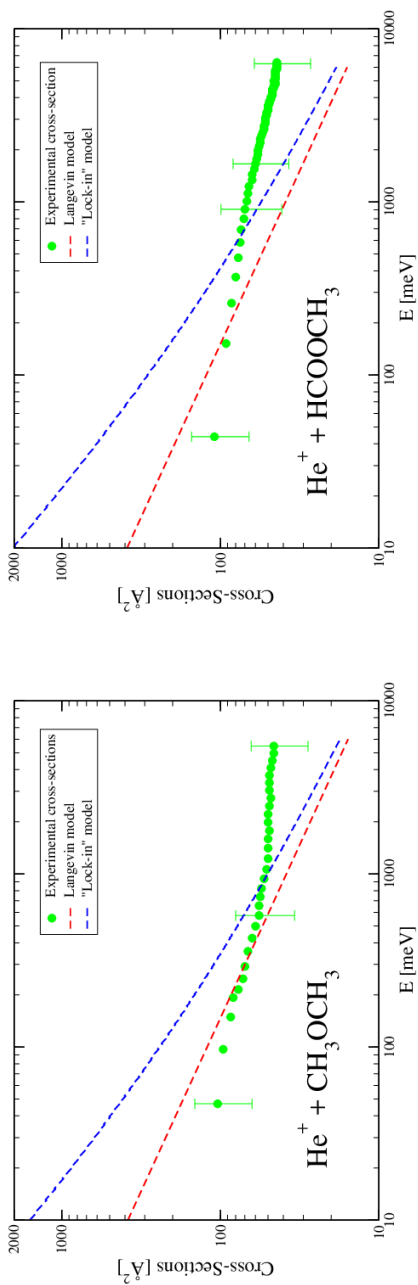 2000
1000
100
10
Cross-Sections [Å²]
Experimental cross-sections
Langevin model
"Lock-in" model
He⁺ + CH₃OCH₃
10
100
1000
10000
E [meV]
2000
1000
100
10
Cross-Sections [Å²]
Experimental cross-section
Langevin model
"Lock-in" model
He⁺ + HCOOCH₃
10
100
1000
10000
E [meV]